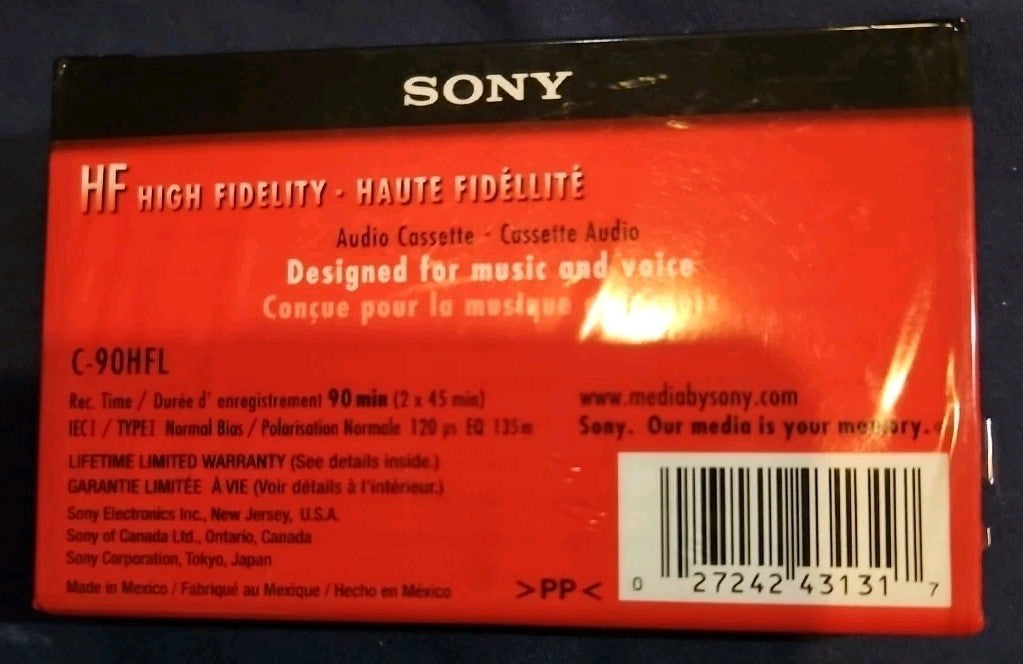 SONY
HF HIGH FIDELITY · HAUTE FIDÉLLITÉ
Audio Cassette · Cassette Audio
Designed for music and voice
Conçue pour la musique
C-90HFL
Rec. Time / Durée d' enregistrement 90 min (2 x 45 min)
IECI / TYPEI Normal Bias / Polarisation Normale 120 µs EQ 135m
www.mediabysony.com
Sony. Our media is your memory.
LIFETIME LIMITED WARRANTY (See details inside.)
GARANTIE LIMITÉE À VIE (Voir détails à l'intérieur.)
Sony Electronics Inc., New Jersey, U.S.A.
Sony of Canada Ltd., Ontario, Canada
Sony Corporation, Tokyo, Japan
Made in Mexico / Fabriqué au Mexique / Hecho en México
>PP<
0 27242 43131 7